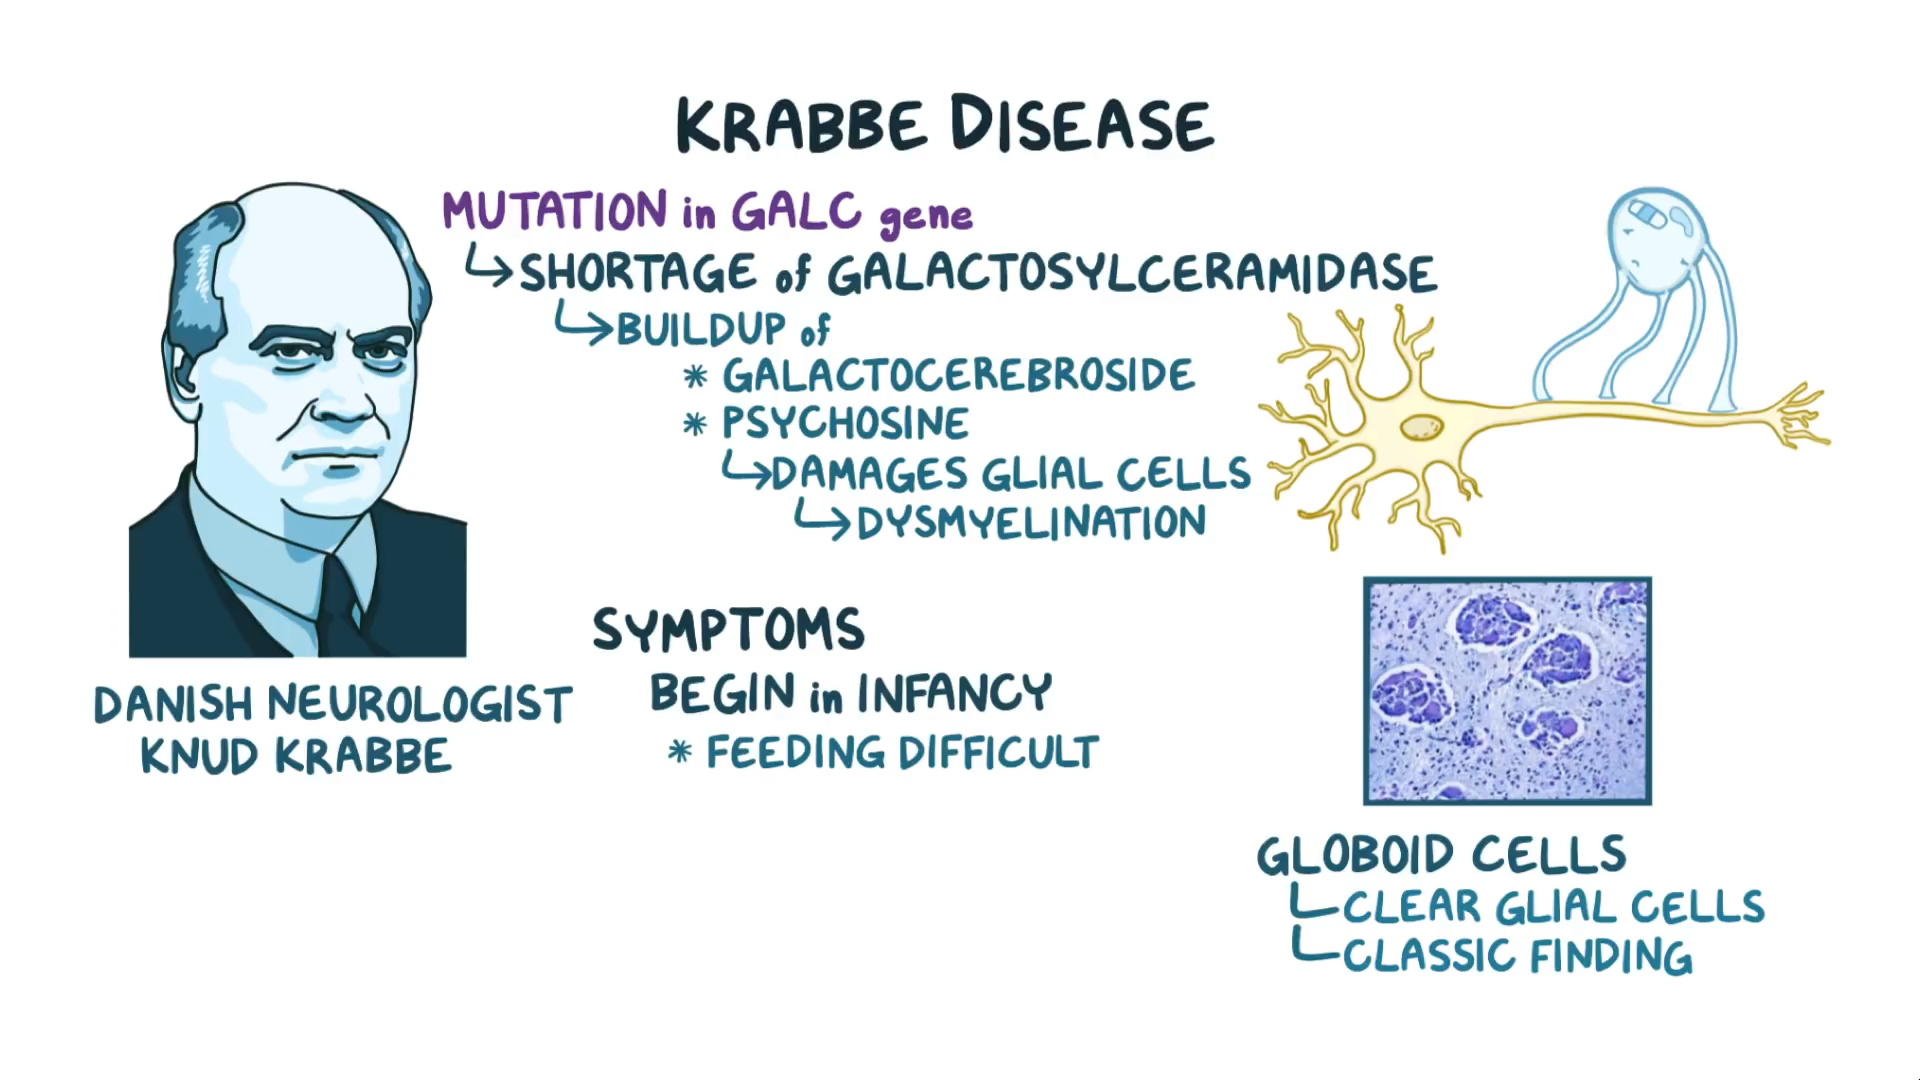 KRABBE DISEASE
MUTATION in GALC gene
SHORTAGE of GALACTOSYLCERAMIDASE
BUILDUP of
* GALACTOCEREBROSIDE
* PSYCHOSINE
DAMAGES GLIAL CELLS
DYSMYELINATION
DANISH NEUROLOGIST
KNUD KRABBE
SYMPTOMS
BEGIN in INFANCY
* FEEDING DIFFICULT
GLOBOID CELLS
CLEAR GLIAL CELLS
CLASSIC FINDING